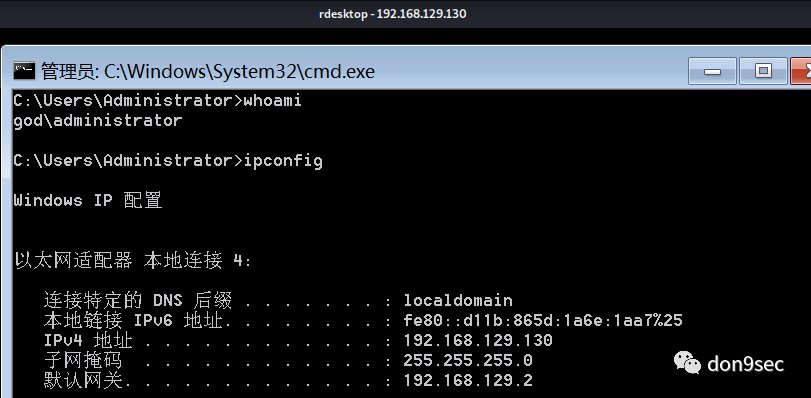 rdesktop - 192.168.129.130
管理员: C:\Windows\System32\cmd.exe
C:\Users\Administrator>whoami
god\administrator
C:\Users\Administrator>ipconfig
Windows IP 配置
以太网适配器 本地连接 4:
连接特定的 DNS 后缀 . . . . . . . : localdomain
本地链接 IPv6 地址. . . . . . . . : fe80::d11b:865d:1a6e:1aa7%25
IPv4 地址 . . . . . . . . . . . . : 192.168.129.130
子网掩码  . . . . . . . . . . . . : 255.255.255.0
默认网关. . . . . . . . . . . . . : 192.168.129.2
don9sec